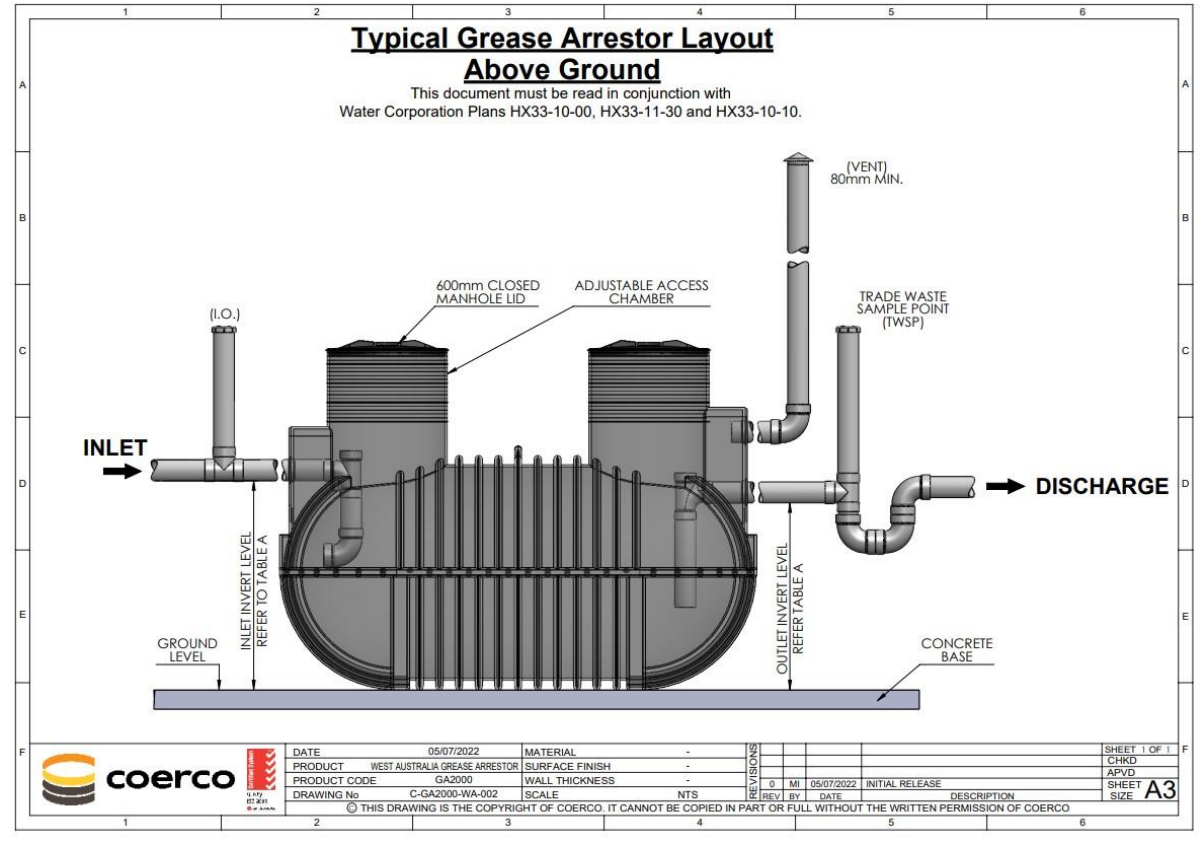 1 2 3 4 5 6
Typical Grease Arrestor Layout
Above Ground
This document must be read in conjunction with
Water Corporation Plans HX33-10-00, HX33-11-30 and HX33-10-10.
A A
B B
C C
D D
E E
F F
(VENT)
80mm MIN.
600mm CLOSED
MANHOLE LID
ADJUSTABLE ACCESS
CHAMBER
TRADE WASTE
SAMPLE POINT
(TWSP)
(I.O.)
INLET
DISCHARGE
INLET INVERT LEVEL
REFER TO TABLE A
OUTLET INVERT LEVEL
REFER TABLE A
GROUND
LEVEL
CONCRETE
BASE
coerco
DATE 05/07/2022 MATERIAL -
PRODUCT WEST AUSTRALIA GREASE ARRESTOR SURFACE FINISH -
PRODUCT CODE GA2000 WALL THICKNESS -
DRAWING No C-GA2000-WA-002 SCALE NTS
REVISIONS
0 MI 05/07/2022 INITIAL RELEASE
REV BY DATE DESCRIPTION
SHEET 1 OF 1
CHKD
APVD
SHEET
SIZE A3
© THIS DRAWING IS THE COPYRIGHT OF COERCO. IT CANNOT BE COPIED IN PART OR FULL WITHOUT THE WRITTEN PERMISSION OF COERCO
1 2 3 4 5 6